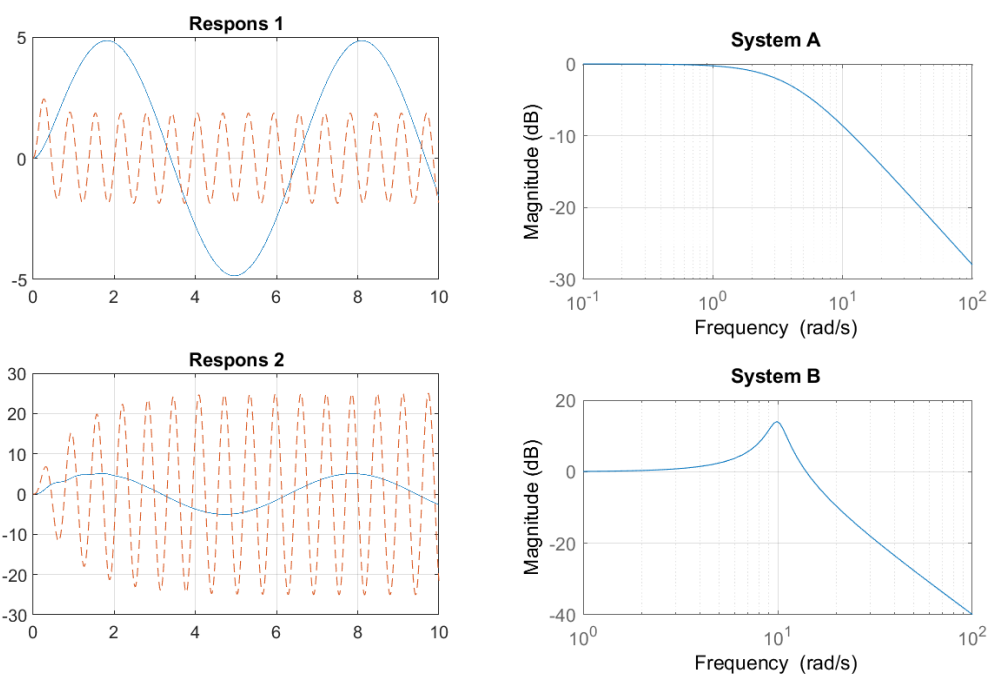 Respons 1
5
0
-5
0 2 4 6 8 10
System A
Magnitude (dB)
0
-10
-20
-30
10^-1 10^0 10^1 10^2
Frequency (rad/s)
Respons 2
30
20
10
0
-10
-20
-30
0 2 4 6 8 10
System B
Magnitude (dB)
20
0
-20
-40
10^0 10^1 10^2
Frequency (rad/s)